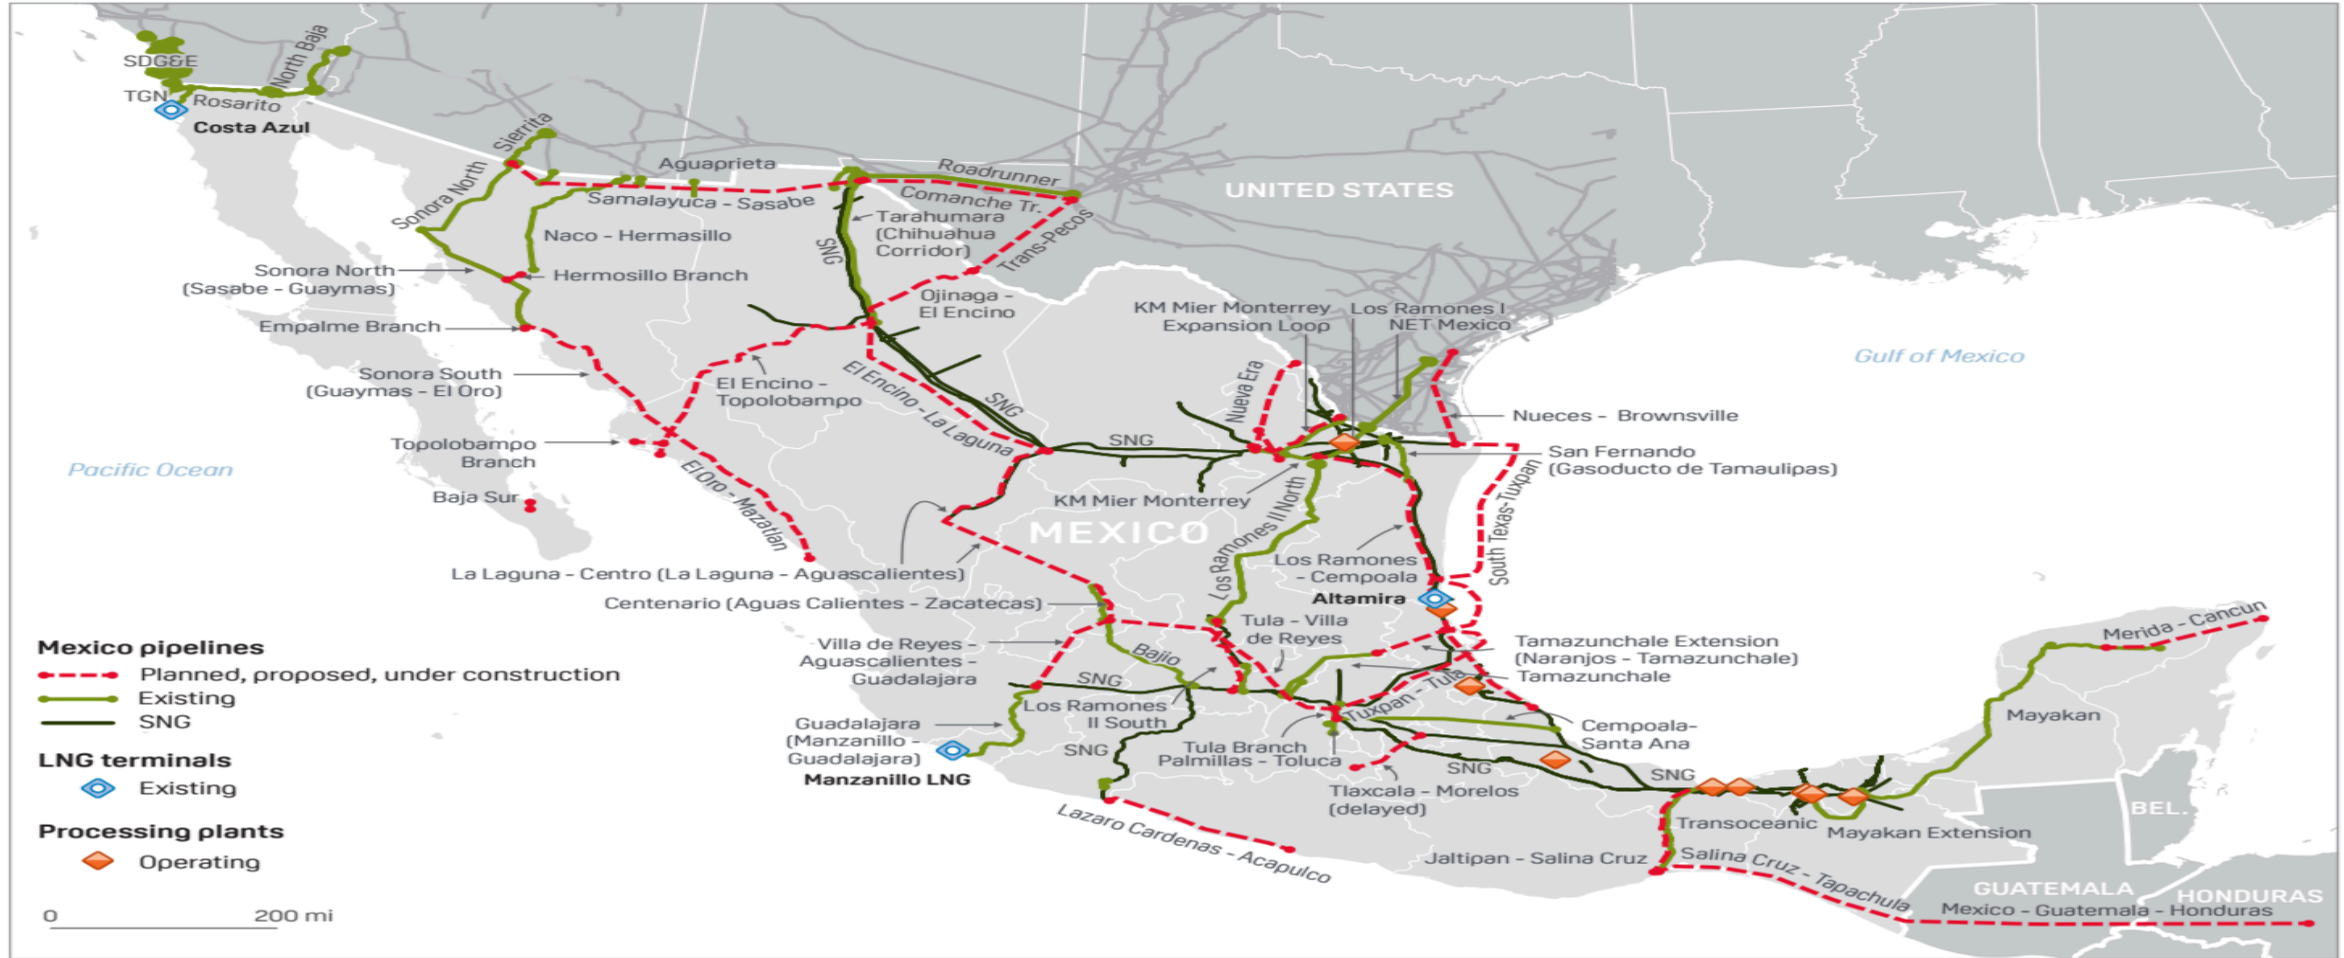 SDG&E
North Baja
TGN
Rosarito
Costa Azul
Sierrita
Sonora North
Aguaprieta
Samalayuca - Sasabe
Roadrunner
Comanche Tr.
Trans-Pecos
Tarahumara
(Chihuahua
Corridor)
SNG
UNITED STATES
Naco - Hermasillo
Sonora North
(Sasabe - Guaymas)
Hermosillo Branch
Empalme Branch
Ojinaga -
El Encino
KM Mier Monterrey
Expansion Loop
Los Ramones I
NET Mexico
Gulf of Mexico
Sonora South
(Guaymas - El Oro)
El Encino -
Topolobampo
El Encino - La Laguna
SNG
Nueva Era
Nueces - Brownsville
Topolobampo
Branch
SNG
San Fernando
(Gasoducto de Tamaulipas)
Pacific Ocean
Baja Sur
El Oro - Mazatlan
KM Mier Monterrey
South Texas-Tuxpan
MEXICO
Los Ramones II North
Los Ramones
- Cempoala
La Laguna - Centro (La Laguna - Aguascalientes)
Centenario (Aguas Calientes - Zacatecas)
Altamira
Tula - Villa
de Reyes
Villa de Reyes -
Aguascalientes -
Guadalajara
Bajio
SNG
Tamazunchale Extension
(Naranjos - Tamazunchale)
Tamazunchale
Merida - Cancun
Tuxpan - Tula
Los Ramones
II South
Guadalajara
(Manzanillo -
Guadalajara)
Manzanillo LNG
SNG
Tula Branch
Palmillas - Toluca
Cempoala-
Santa Ana
Mayakan
SNG
SNG
Tlaxcala - Morelos
(delayed)
Lazaro Cardenas - Acapulco
Transoceanic
Mayakan Extension
BEL.
Jaltipan - Salina Cruz
Salina Cruz - Tapachula
GUATEMALA
HONDURAS
Mexico - Guatemala - Honduras
Mexico pipelines
Planned, proposed, under construction
Existing
SNG
LNG terminals
Existing
Processing plants
Operating
0
200 mi